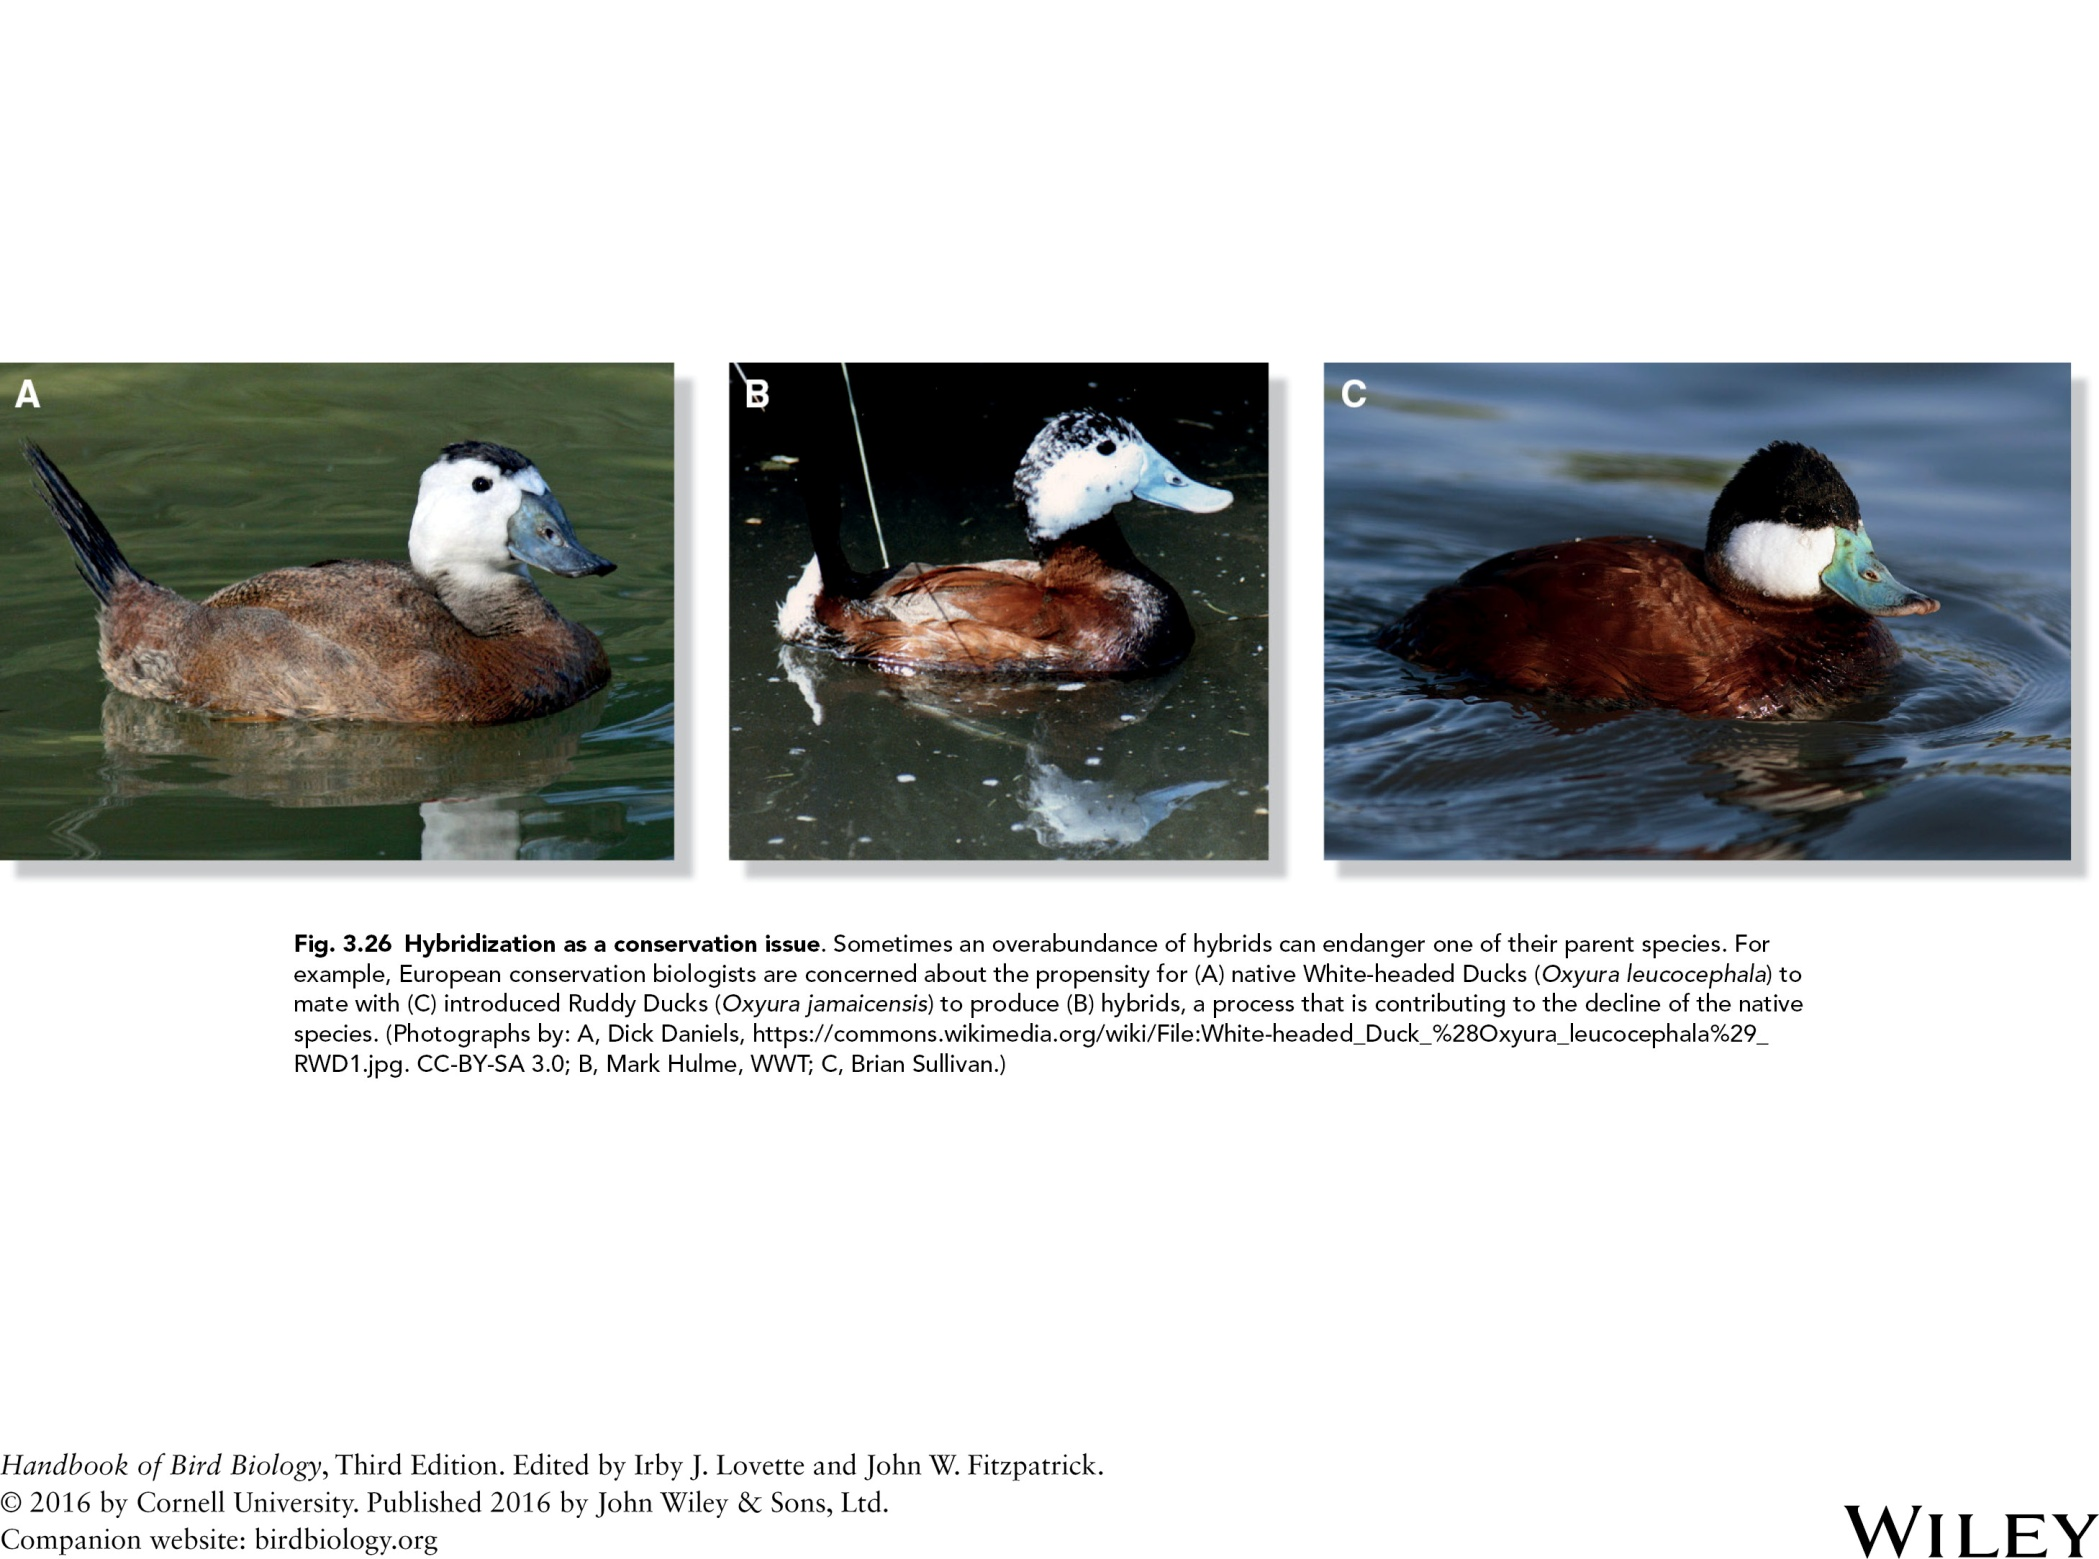 A
B
C
Fig. 3.26 Hybridization as a conservation issue. Sometimes an overabundance of hybrids can endanger one of their parent species. For
example, European conservation biologists are concerned about the propensity for (A) native White-headed Ducks (Oxyura leucocephala) to
mate with (C) introduced Ruddy Ducks (Oxyura jamaicensis) to produce (B) hybrids, a process that is contributing to the decline of the native
species. (Photographs by: A, Dick Daniels, https://commons.wikimedia.org/wiki/File:White-headed_Duck_%28Oxyura_leucocephala%29_
RWD1.jpg. CC-BY-SA 3.0; B, Mark Hulme, WWT; C, Brian Sullivan.)
Handbook of Bird Biology, Third Edition. Edited by Irby J. Lovette and John W. Fitzpatrick.
© 2016 by Cornell University. Published 2016 by John Wiley & Sons, Ltd.
Companion website: birdbiology.org
WILEY